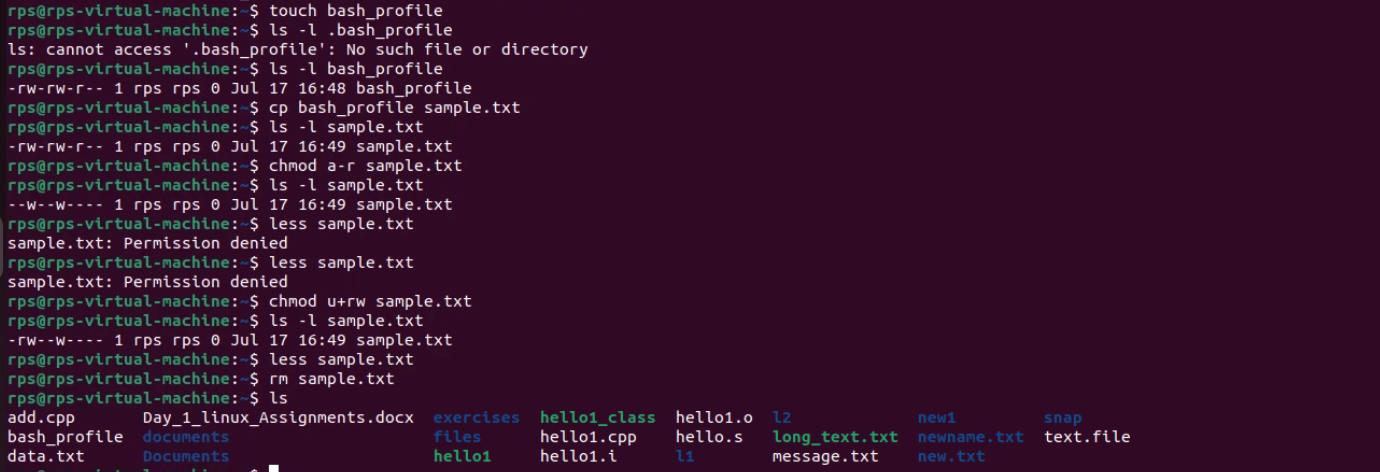 rps@rps-virtual-machine:~$ touch bash_profile
rps@rps-virtual-machine:~$ ls -l .bash_profile
ls: cannot access '.bash_profile': No such file or directory
rps@rps-virtual-machine:~$ ls -l bash_profile
-rw-rw-r-- 1 rps rps 0 Jul 17 16:48 bash_profile
rps@rps-virtual-machine:~$ cp bash_profile sample.txt
rps@rps-virtual-machine:~$ ls -l sample.txt
-rw-rw-r-- 1 rps rps 0 Jul 17 16:49 sample.txt
rps@rps-virtual-machine:~$ chmod a-r sample.txt
rps@rps-virtual-machine:~$ ls -l sample.txt
--w--w---- 1 rps rps 0 Jul 17 16:49 sample.txt
rps@rps-virtual-machine:~$ less sample.txt
sample.txt: Permission denied
rps@rps-virtual-machine:~$ less sample.txt
sample.txt: Permission denied
rps@rps-virtual-machine:~$ chmod u+rw sample.txt
rps@rps-virtual-machine:~$ ls -l sample.txt
-rw--w---- 1 rps rps 0 Jul 17 16:49 sample.txt
rps@rps-virtual-machine:~$ less sample.txt
rps@rps-virtual-machine:~$ rm sample.txt
rps@rps-virtual-machine:~$ ls
add.cpp Day_1_linux_Assignments.docx exercises hello1_class hello1.o l2 new1 snap
bash_profile documents files hello1.cpp hello.s long_text.txt newname.txt text.file
data.txt Documents hello1 hello1.i l1 message.txt new.txt
rps@rps-virtual-machine:~$